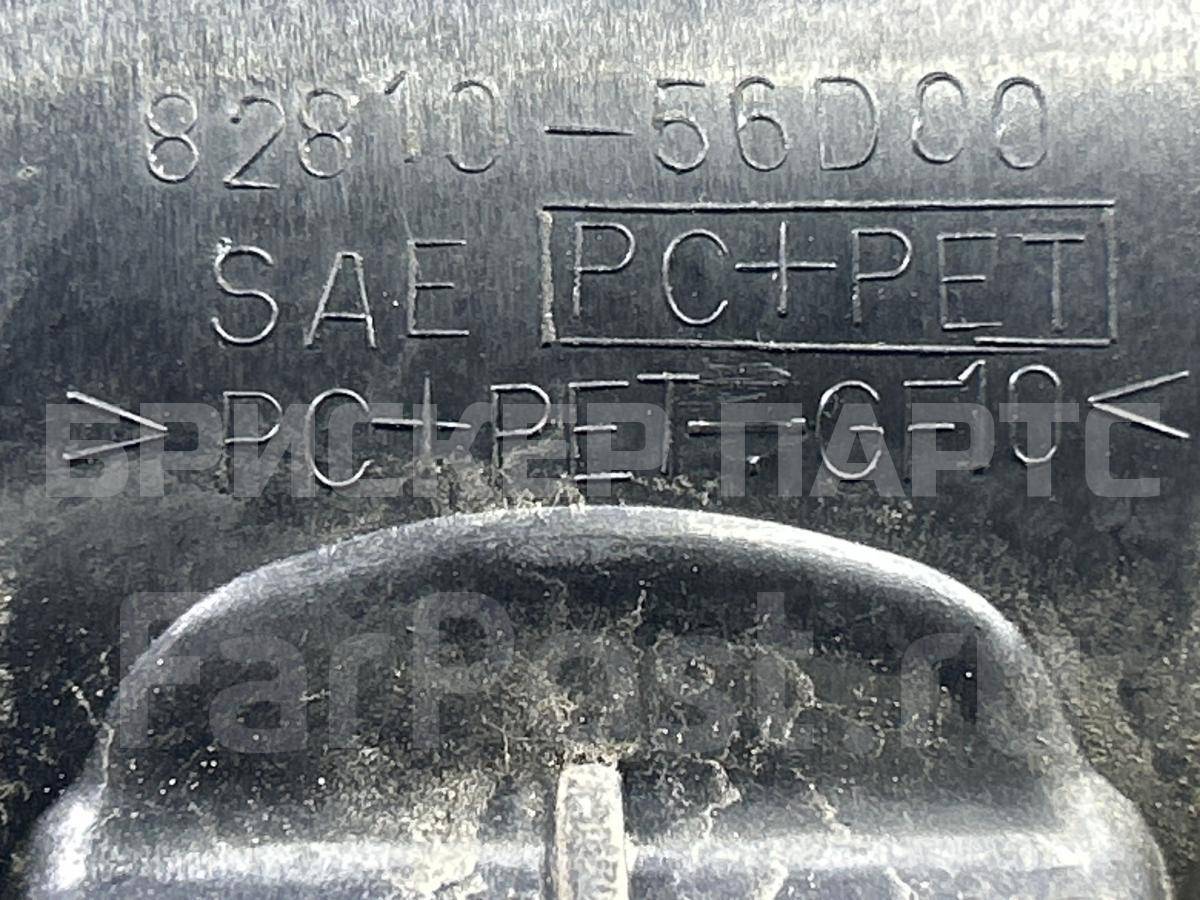 82810-56D00
SAE PC+PET
>PC+PET-GF10<
БРИСКЕР ПАРТС
FarPost.ru